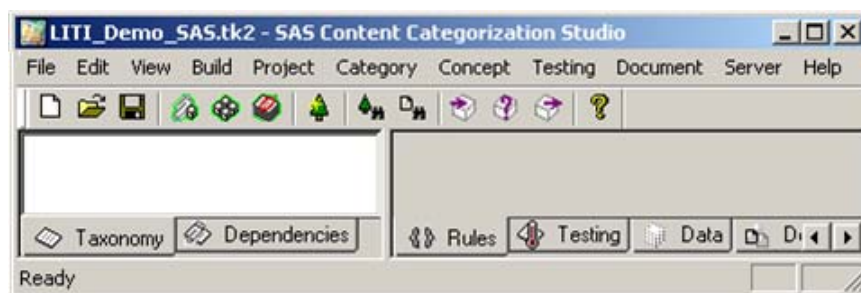 LITI_Demo_SAS.tk2 - SAS Content Categorization Studio
File Edit View Build Project Category Concept Testing Document Server Help
Taxonomy Dependencies Rules Testing Data
Ready